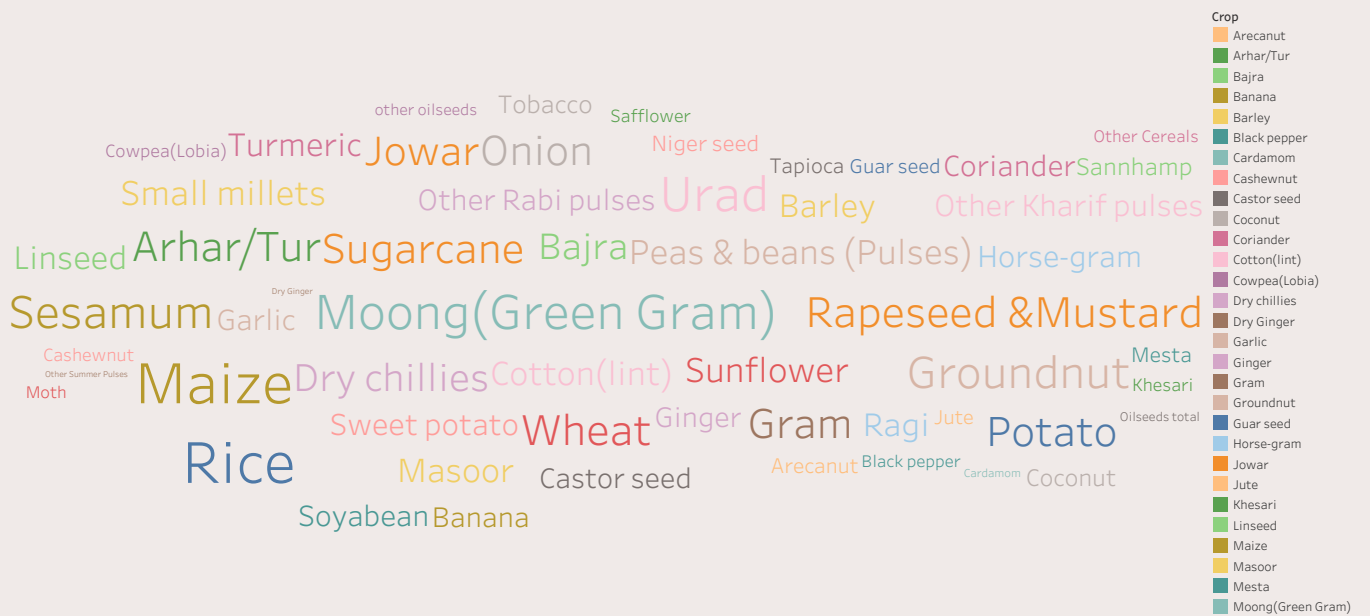 other oilseeds Tobacco Safflower
Cowpea(Lobia) Turmeric Jowar Onion Niger seed Other Cereals
Tapioca Guar seed Coriander Sannhamp
Small millets Other Rabi pulses Urad Barley Other Kharif pulses
Linseed Arhar/Tur Sugarcane Bajra Peas & beans (Pulses) Horse-gram
Dry Ginger
Sesamum Garlic Moong(Green Gram) Rapeseed &Mustard
Cashewnut Mesta
Other Summer Pulses Maize Dry chillies Cotton(lint) Sunflower Groundnut
Moth Khesari
Sweet potato Wheat Ginger Gram Ragi Jute Potato Oilseeds total
Rice Masoor Castor seed Arecanut Black pepper Cardamom Coconut
Soyabean Banana
Crop
Arecanut
Arhar/Tur
Bajra
Banana
Barley
Black pepper
Cardamom
Cashewnut
Castor seed
Coconut
Coriander
Cotton(lint)
Cowpea(Lobia)
Dry chillies
Dry Ginger
Garlic
Ginger
Gram
Groundnut
Guar seed
Horse-gram
Jowar
Jute
Khesari
Linseed
Maize
Masoor
Mesta
Moong(Green Gram)